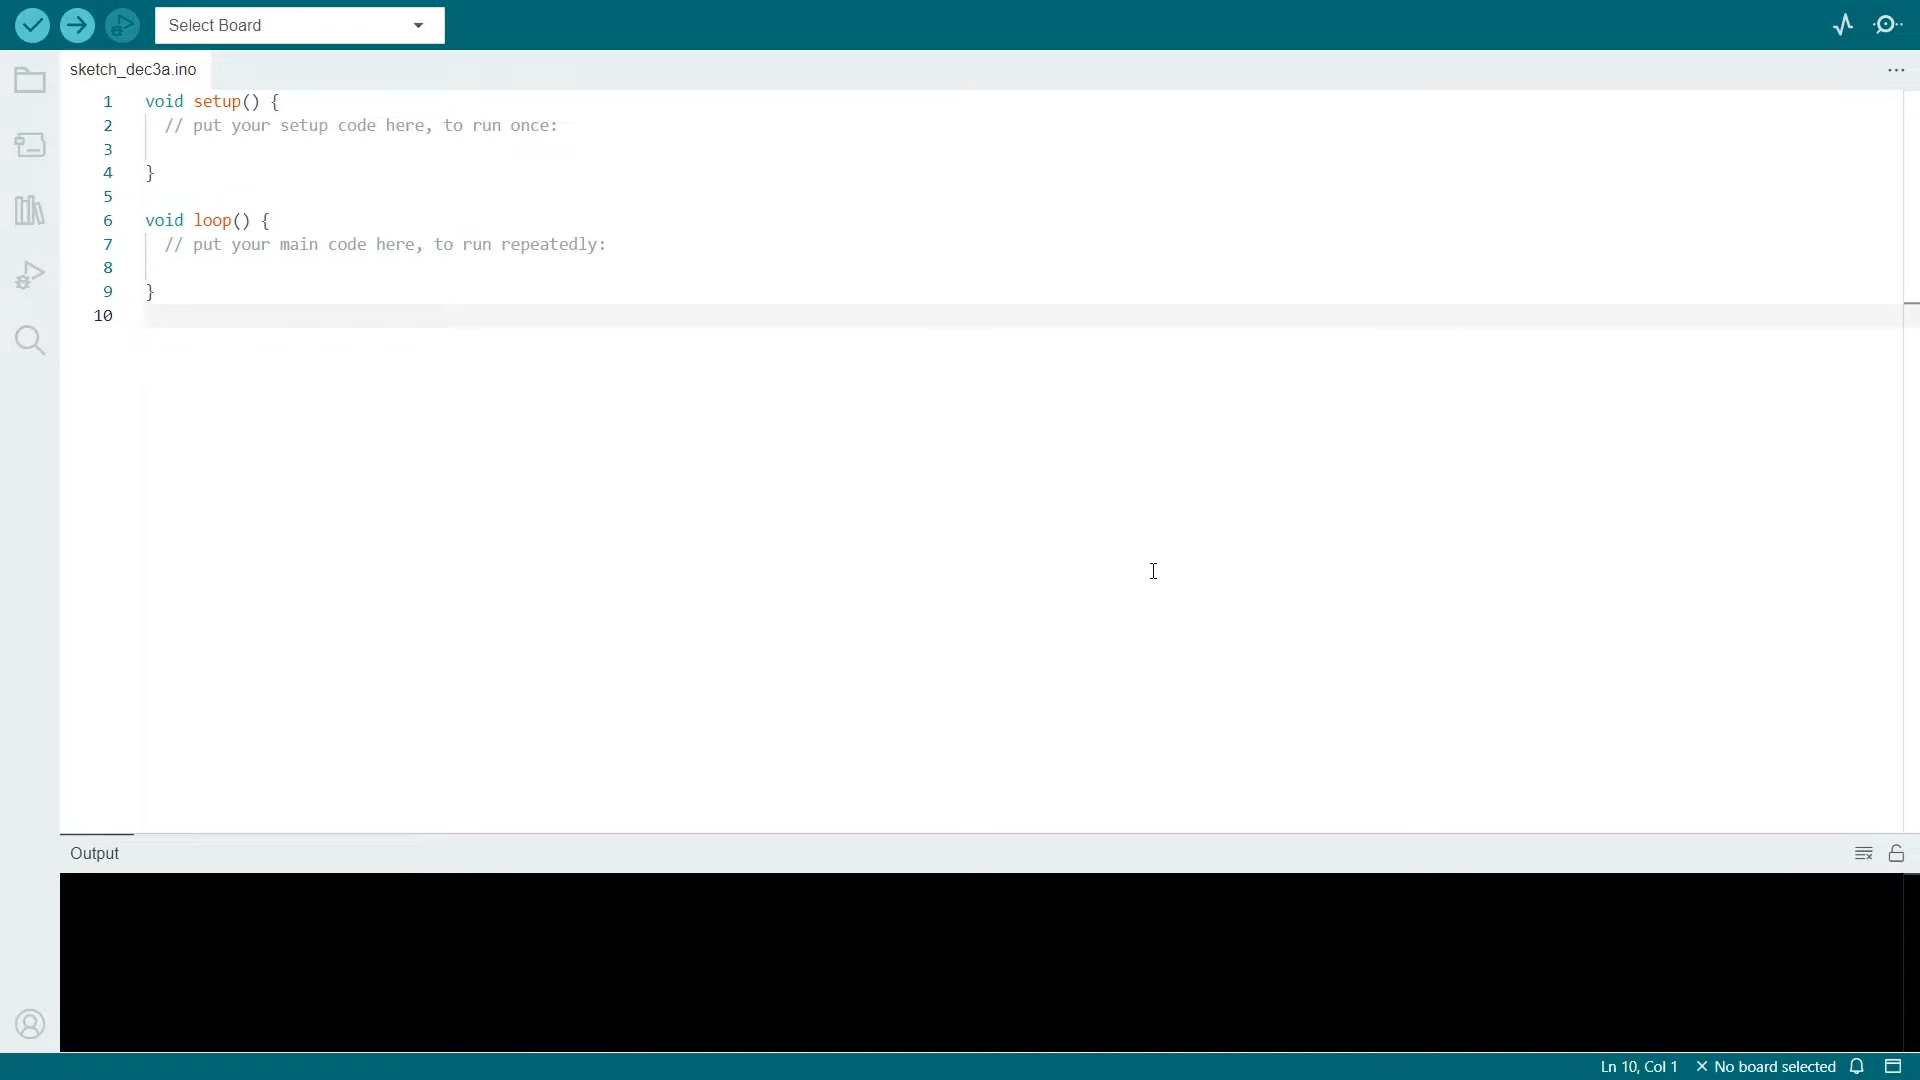 Select Board
sketch_dec3a.ino
1 void setup() {
2   // put your setup code here, to run once:
3
4 }
5
6 void loop() {
7   // put your main code here, to run repeatedly:
8
9 }
10
Output
Ln 10, Col 1 × No board selected